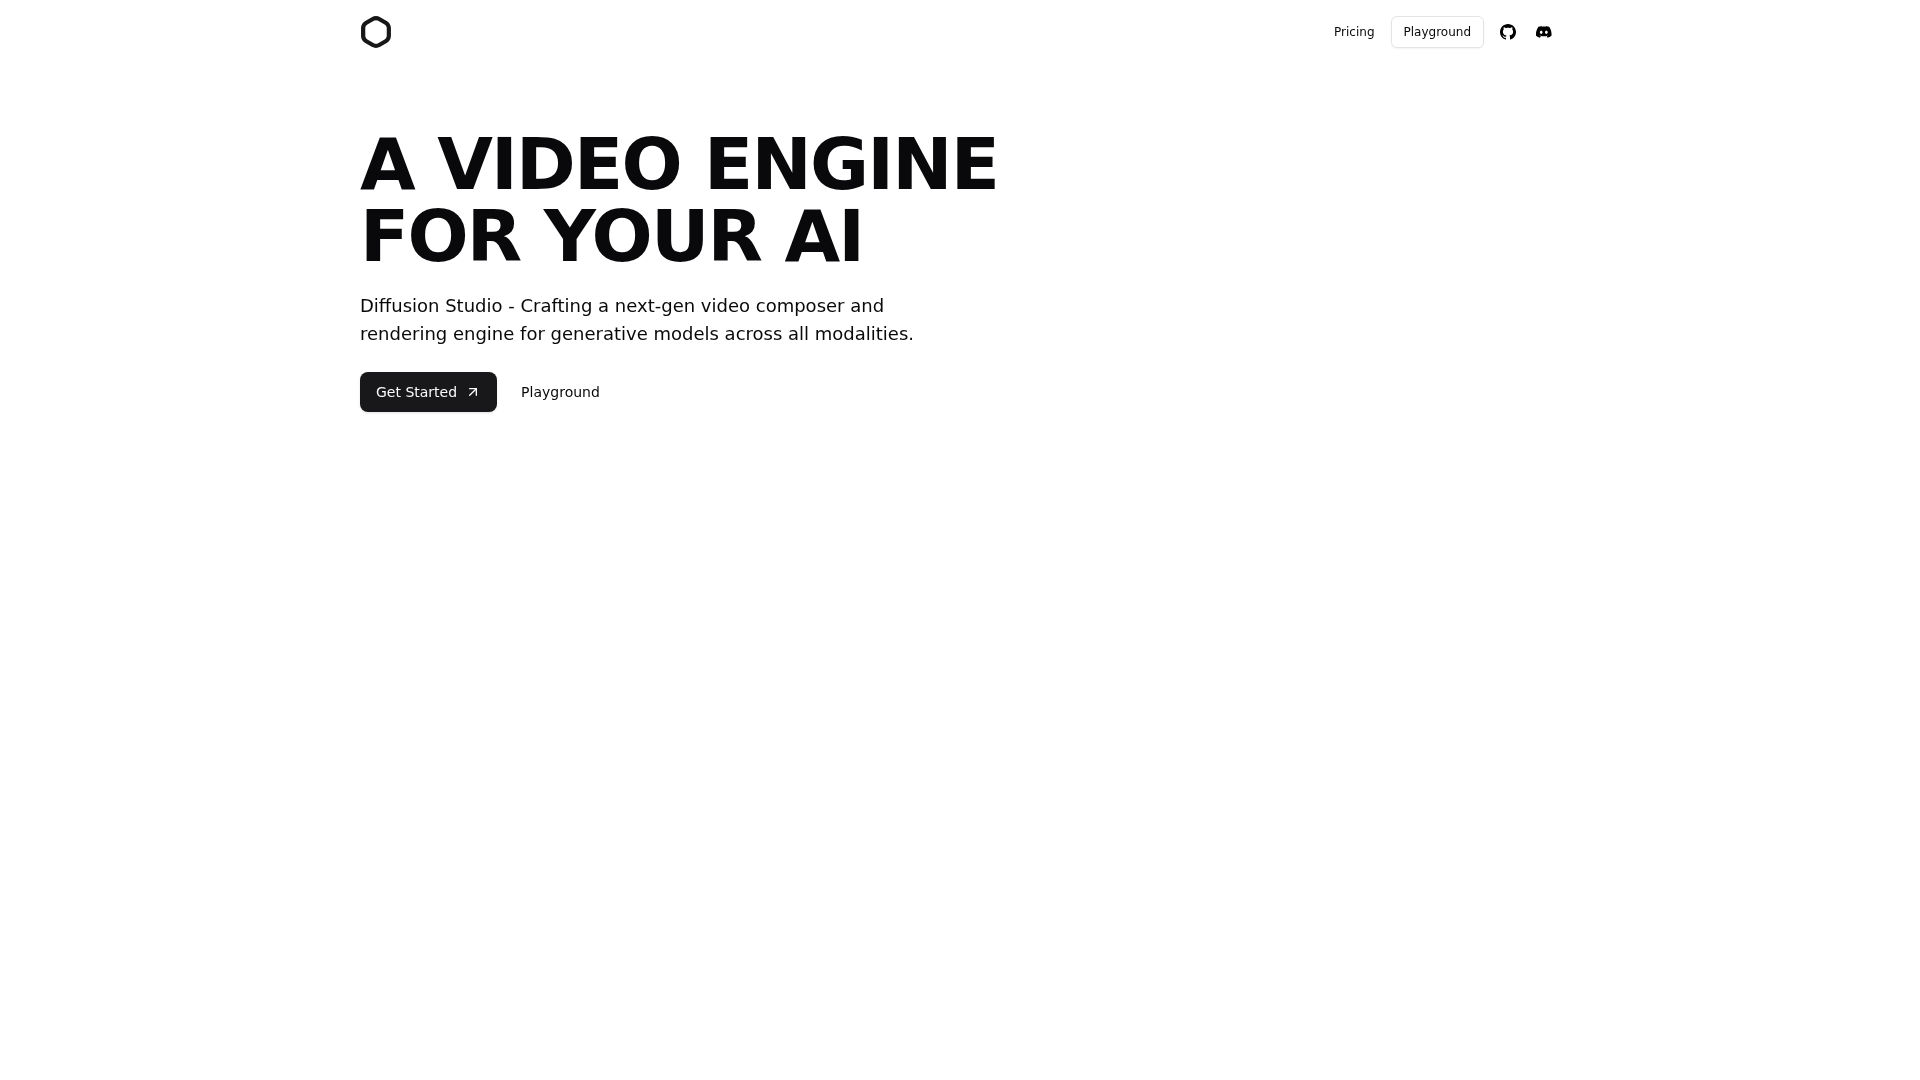 Pricing
Playground
A VIDEO ENGINE
FOR YOUR AI
Diffusion Studio - Crafting a next-gen video composer and
rendering engine for generative models across all modalities.
Get Started
Playground